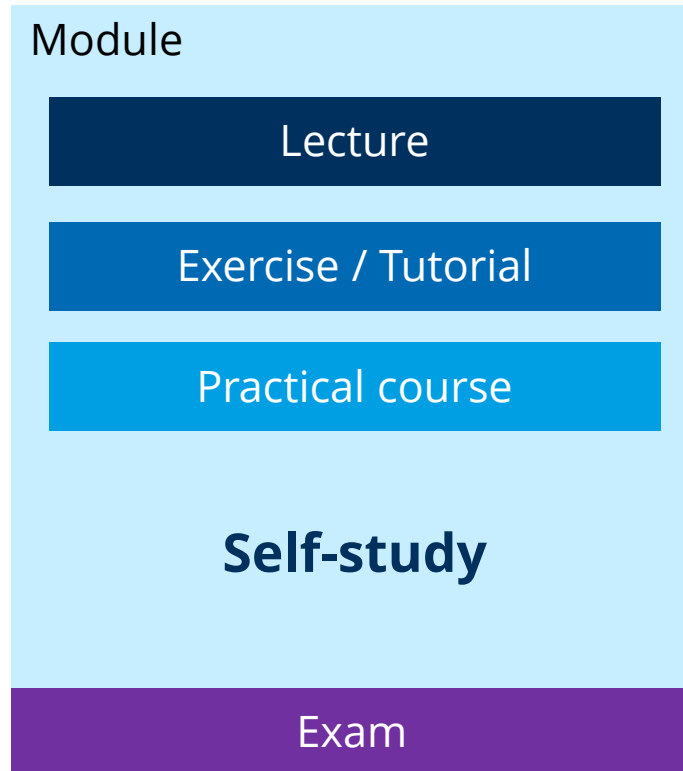 Module
Lecture
Exercise / Tutorial
Practical course
Self-study
Exam